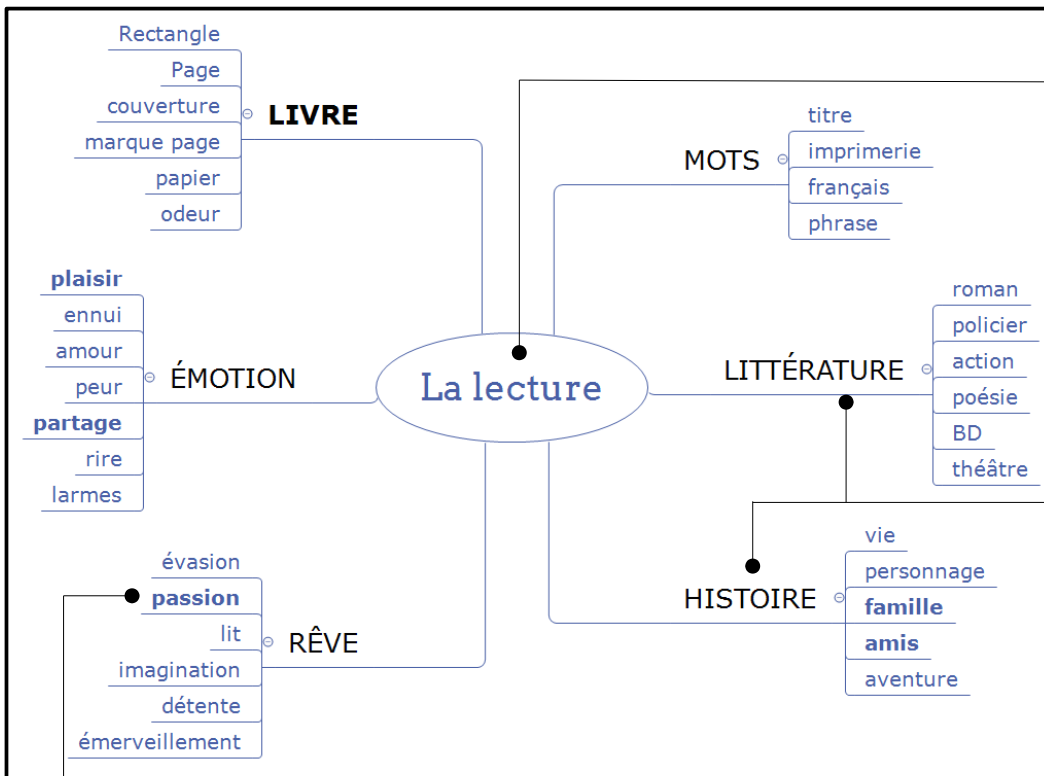 La lecture
LIVRE
Rectangle
Page
couverture
marque page
papier
odeur
ÉMOTION
plaisir
ennui
amour
peur
partage
rire
larmes
RÊVE
évasion
passion
lit
imagination
détente
émerveillement
MOTS
titre
imprimerie
français
phrase
LITTÉRATURE
roman
policier
action
poésie
BD
théâtre
HISTOIRE
vie
personnage
famille
amis
aventure